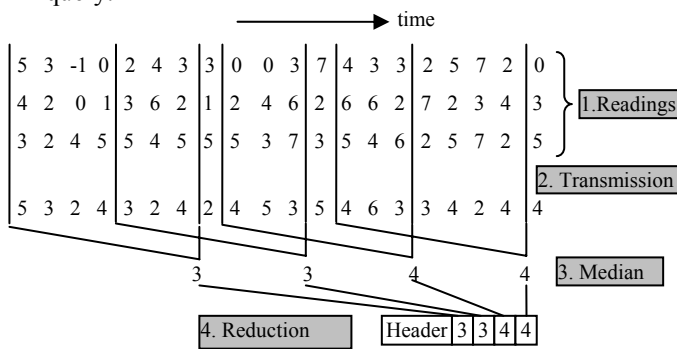 query.
time
5 3 -1 0 2 4 3 3 0 0 3 7 4 3 3 2 5 7 2 0
4 2 0 1 3 6 2 1 2 4 6 2 6 6 2 7 2 3 4 3
1.Readings
3 2 4 5 5 4 5 5 5 3 7 3 5 4 6 2 5 7 2 5
2. Transmission
5 3 2 4 3 2 4 2 4 5 3 5 4 6 3 3 4 2 4 4
3 3 4 4 3. Median
4. Reduction Header 3 3 4 4